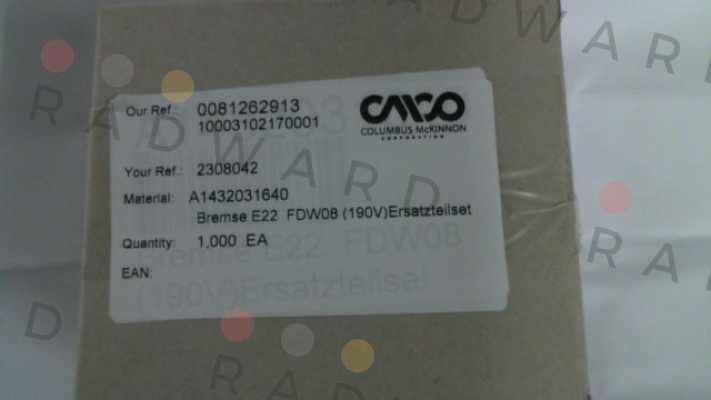 RADWARD
Our Ref.: 0081262913
10003102170001
CMCO
COLUMBUS McKINNON
CORPORATION
Your Ref.: 2308042
Material: A1432031640
Bremse E22 FDW08 (190V)Ersatzteilset
Quantity: 1,000 EA
EAN:
Bremse E22 FDW08
(190V)Ersatzteilset